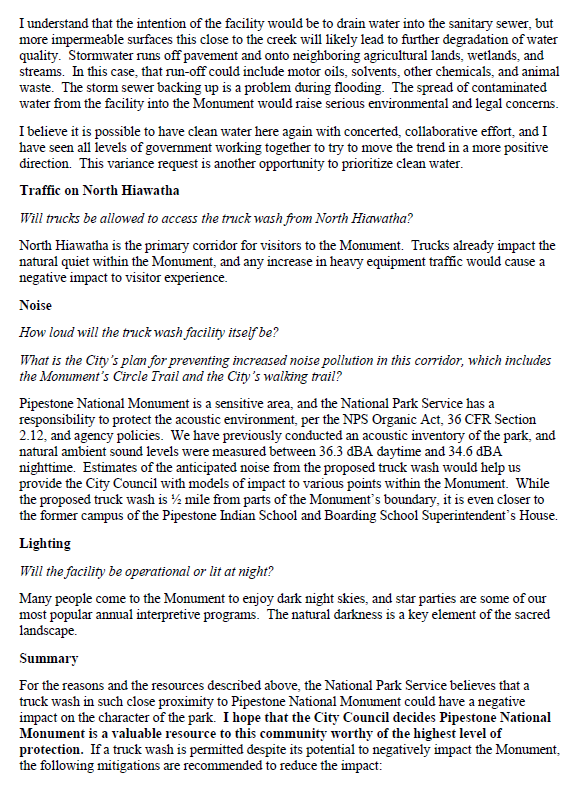 I understand that the intention of the facility would be to drain water into the sanitary sewer, but
more impermeable surfaces this close to the creek will likely lead to further degradation of water
quality.  Stormwater runs off pavement and onto neighboring agricultural lands, wetlands, and
streams.  In this case, that run-off could include motor oils, solvents, other chemicals, and animal
waste.  The storm sewer backing up is a problem during flooding.  The spread of contaminated
water from the facility into the Monument would raise serious environmental and legal concerns.
I believe it is possible to have clean water here again with concerted, collaborative effort, and I
have seen all levels of government working together to try to move the trend in a more positive
direction.  This variance request is another opportunity to prioritize clean water.
Traffic on North Hiawatha
Will trucks be allowed to access the truck wash from North Hiawatha?
North Hiawatha is the primary corridor for visitors to the Monument.  Trucks already impact the
natural quiet within the Monument, and any increase in heavy equipment traffic would cause a
negative impact to visitor experience.
Noise
How loud will the truck wash facility itself be?
What is the City's plan for preventing increased noise pollution in this corridor, which includes
the Monument's Circle Trail and the City's walking trail?
Pipestone National Monument is a sensitive area, and the National Park Service has a
responsibility to protect the acoustic environment, per the NPS Organic Act, 36 CFR Section
2.12, and agency policies.  We have previously conducted an acoustic inventory of the park, and
natural ambient sound levels were measured between 36.3 dBA daytime and 34.6 dBA
nighttime.  Estimates of the anticipated noise from the proposed truck wash would help us
provide the City Council with models of impact to various points within the Monument.  While
the proposed truck wash is ½ mile from parts of the Monument's boundary, it is even closer to
the former campus of the Pipestone Indian School and Boarding School Superintendent's House.
Lighting
Will the facility be operational or lit at night?
Many people come to the Monument to enjoy dark night skies, and star parties are some of our
most popular annual interpretive programs.  The natural darkness is a key element of the sacred
landscape.
Summary
For the reasons and the resources described above, the National Park Service believes that a
truck wash in such close proximity to Pipestone National Monument could have a negative
impact on the character of the park.  I hope that the City Council decides Pipestone National
Monument is a valuable resource to this community worthy of the highest level of
protection.  If a truck wash is permitted despite its potential to negatively impact the Monument,
the following mitigations are recommended to reduce the impact: